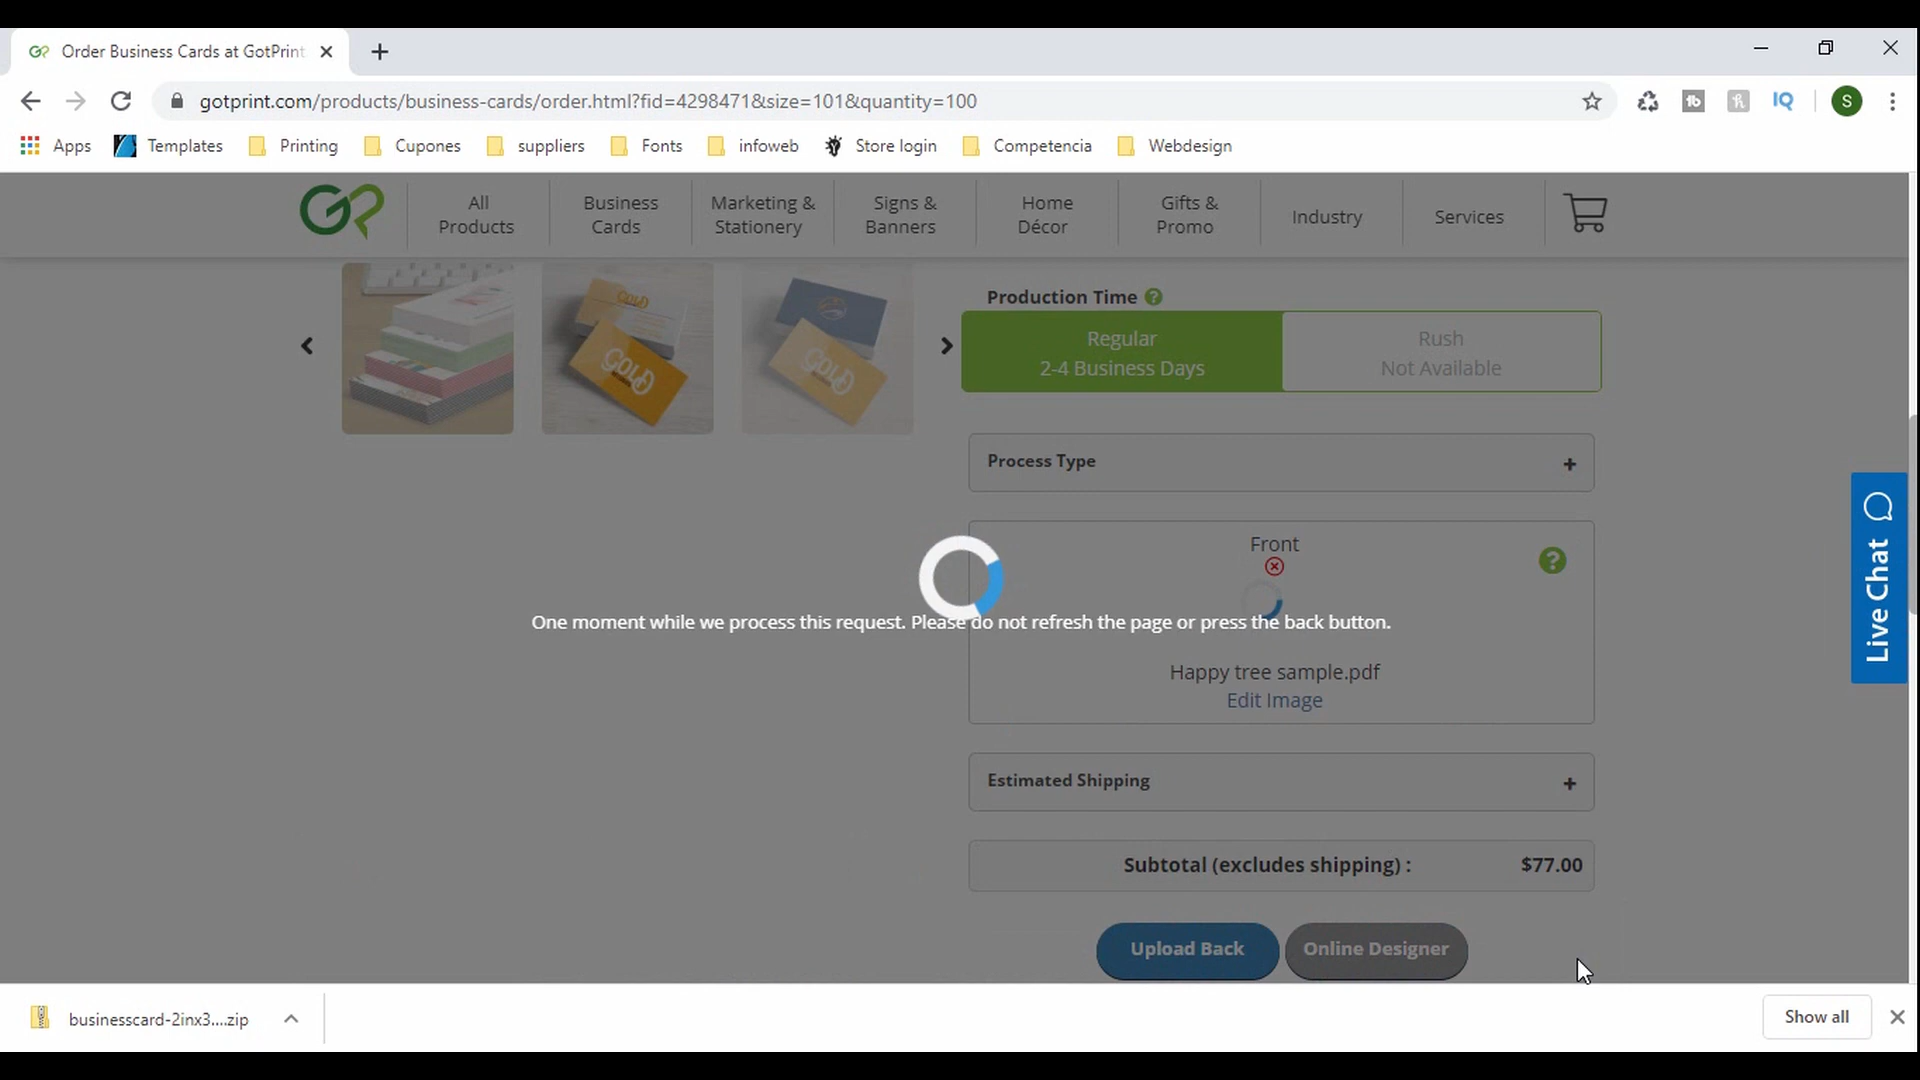 Order Business Cards at GotPrint
gotprint.com/products/business-cards/order.html?fid=4298471&size=101&quantity=100
IQ
S
Apps
Templates
Printing
Cupones
suppliers
Fonts
infoweb
Store login
Competencia
Webdesign
All
Products
Business
Cards
Marketing &
Stationery
Signs &
Banners
Home
Décor
Gifts &
Promo
Industry
Services
GOLD
GOLD
GOLD
Production Time ?
Regular
2-4 Business Days
Rush
Not Available
Process Type +
Front
?
One moment while we process this request. Please do not refresh the page or press the back button.
Happy tree sample.pdf
Edit Image
Estimated Shipping +
Subtotal (excludes shipping) : $77.00
Upload Back
Online Designer
Live Chat
businesscard-2inx3....zip
Show all